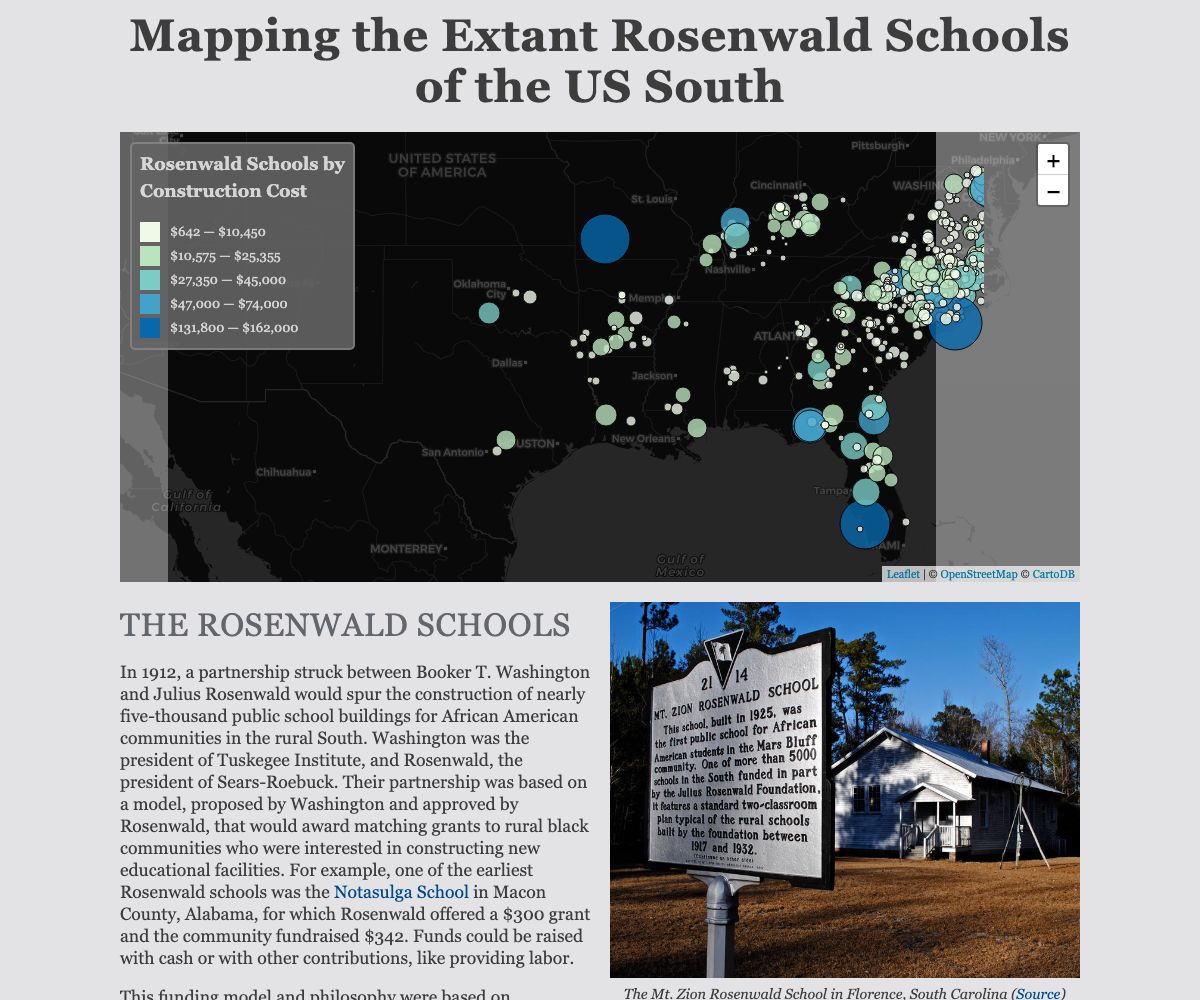 Mapping the Extant Rosenwald Schools
of the US South
Rosenwald Schools by
Construction Cost
$642 — $10,450
$10,575 — $25,355
$27,350 — $45,000
$47,000 — $74,000
$131,800 — $162,000
UNITED STATES
OF AMERICA
Pittsburgh
NEW YORK
Philadelphia
+
−
St. Louis
Cincinnati
WASHING
Nashville
Oklahoma
City
Memphis
ATLANTA
Dallas
Jackson
New Orleans
USTON
San Antonio
Chihuahua
Tampa
Gulf of
California
MONTERREY
Gulf of
Mexico
AMI
Leaflet | © OpenStreetMap © CartoDB
THE ROSENWALD SCHOOLS
In 1912, a partnership struck between Booker T. Washington
and Julius Rosenwald would spur the construction of nearly
five-thousand public school buildings for African American
communities in the rural South. Washington was the
president of Tuskegee Institute, and Rosenwald, the
president of Sears-Roebuck. Their partnership was based on
a model, proposed by Washington and approved by
Rosenwald, that would award matching grants to rural black
communities who were interested in constructing new
educational facilities. For example, one of the earliest
Rosenwald schools was the Notasulga School in Macon
County, Alabama, for which Rosenwald offered a $300 grant
and the community fundraised $342. Funds could be raised
with cash or with other contributions, like providing labor.
This funding model and philosophy were based on
21 14
MT. ZION ROSENWALD SCHOOL
This school, built in 1925, was
the first public school for African
American students in the Mars Bluff
community. One of more than 5000
schools in the South funded in part
by the Julius Rosenwald Foundation,
it features a standard two-classroom
plan typical of the rural schools
built by the foundation between
1917 and 1932.
The Mt. Zion Rosenwald School in Florence, South Carolina (Source)